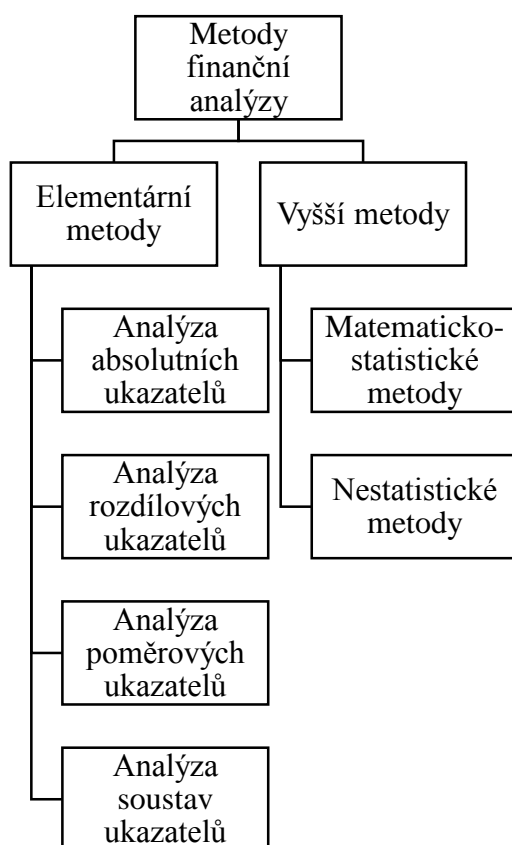 Metody
finanční
analýzy
Elementární
metody
Vyšší metody
Analýza
absolutních
ukazatelů
Matematicko-
statistické
metody
Analýza
rozdílových
ukazatelů
Nestatistické
metody
Analýza
poměrových
ukazatelů
Analýza
soustav
ukazatelů